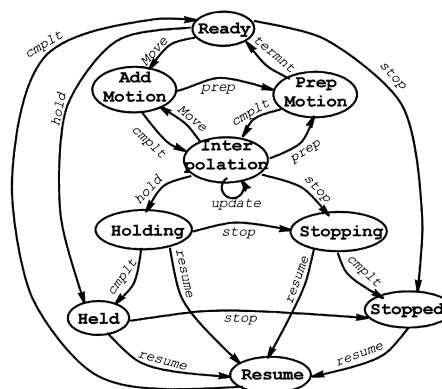 cmplt
Ready
Move
termnt
stop
hold
Add
Motion
prep
Prep
Motion
cmplt
Move
cmplt
Inter
polation
prep
hold
update
stop
Holding
stop
Stopping
cmplt
resume
resume
cmplt
Held
stop
Stopped
resume
resume
Resume